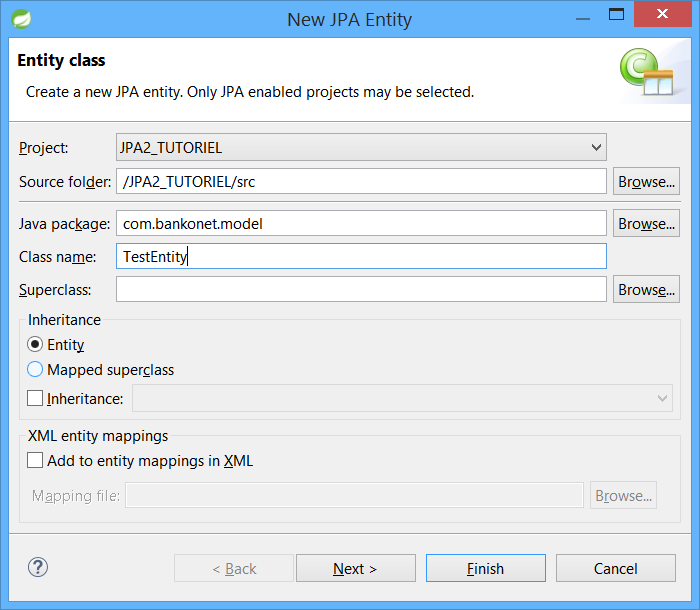 New JPA Entity
Entity class
Create a new JPA entity. Only JPA enabled projects may be selected.
Project: JPA2_TUTORIEL
Source folder: /JPA2_TUTORIEL/src Browse...
Java package: com.bankonet.model Browse...
Class name: TestEntity
Superclass: Browse...
Inheritance
Entity
Mapped superclass
Inheritance:
XML entity mappings
Add to entity mappings in XML
Mapping file: Browse...
? < Back Next > Finish Cancel